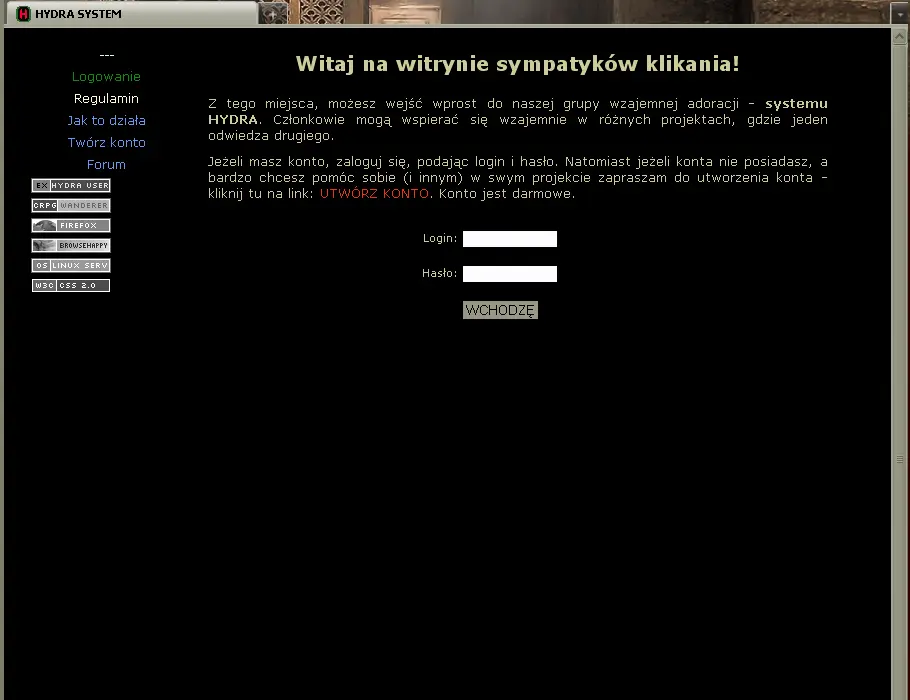 HYDRA SYSTEM
---
Logowanie
Regulamin
Jak to działa
Twórz konto
Forum
EX HYDRA USER
CRPG WANDERER
FIREFOX
BROWSEHAPPY
OS LINUX SERV
W3C CSS 2.0
Witaj na witrynie sympatyków klikania!
Z tego miejsca, możesz wejść wprost do naszej grupy wzajemnej adoracji - systemu
HYDRA. Członkowie mogą wspierać się wzajemnie w różnych projektach, gdzie jeden
odwiedza drugiego.
Jeżeli masz konto, zaloguj się, podając login i hasło. Natomiast jeżeli konta nie posiadasz, a
bardzo chcesz pomóc sobie (i innym) w swym projekcie zapraszam do utworzenia konta -
kliknij tu na link: UTWÓRZ KONTO. Konto jest darmowe.
Login:
Hasło:
WCHODZĘ